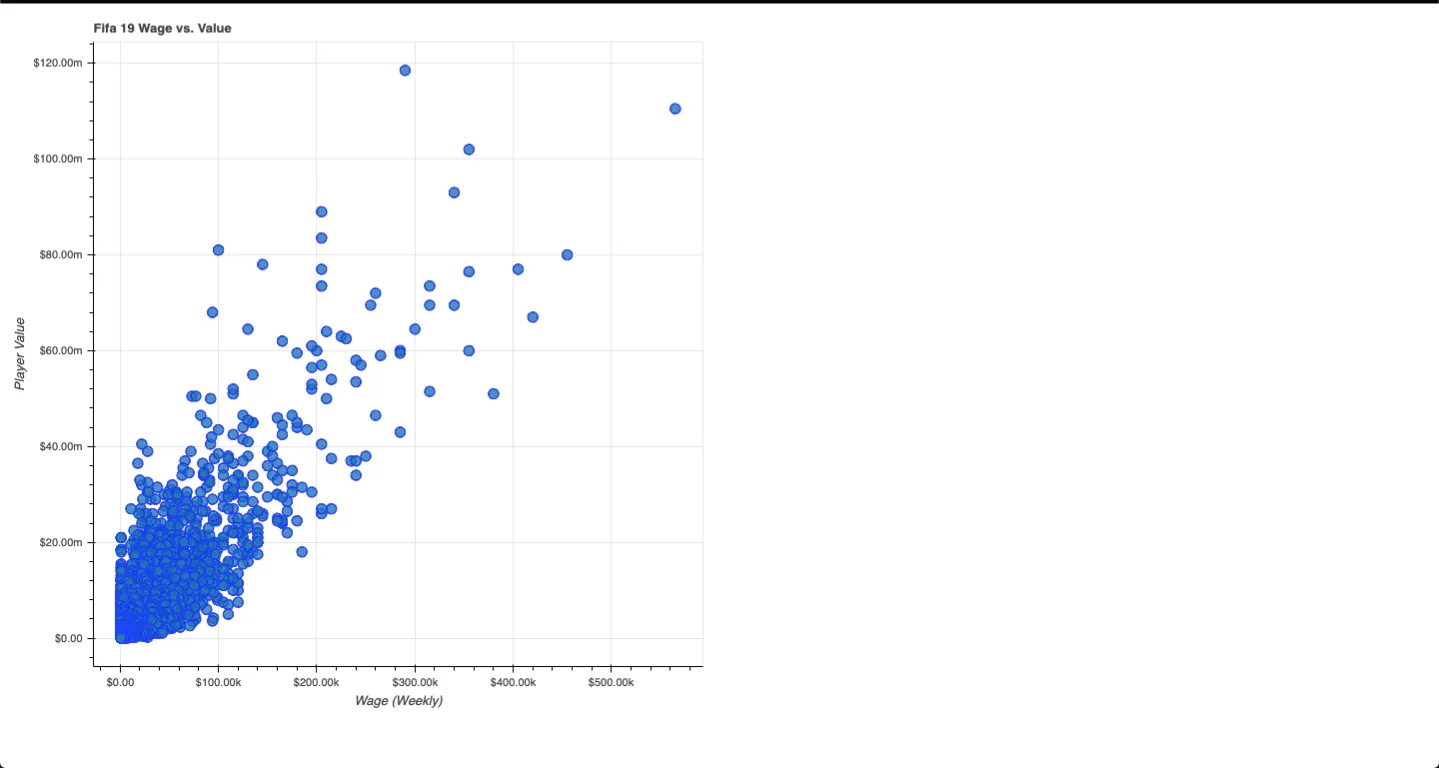 Fifa 19 Wage vs. Value
$120.00m
$100.00m
$80.00m
$60.00m
$40.00m
$20.00m
$0.00
Player Value
$0.00 $100.00k $200.00k $300.00k $400.00k $500.00k
Wage (Weekly)